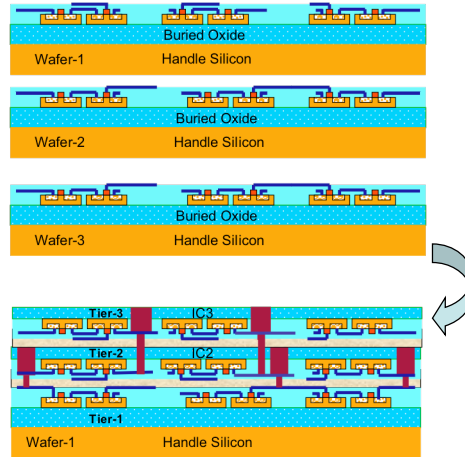 Buried Oxide
Wafer-1 Handle Silicon
Buried Oxide
Wafer-2 Handle Silicon
Buried Oxide
Wafer-3 Handle Silicon
Tier-3 IC3
Tier-2 IC2
Tier-1
Wafer-1 Handle Silicon